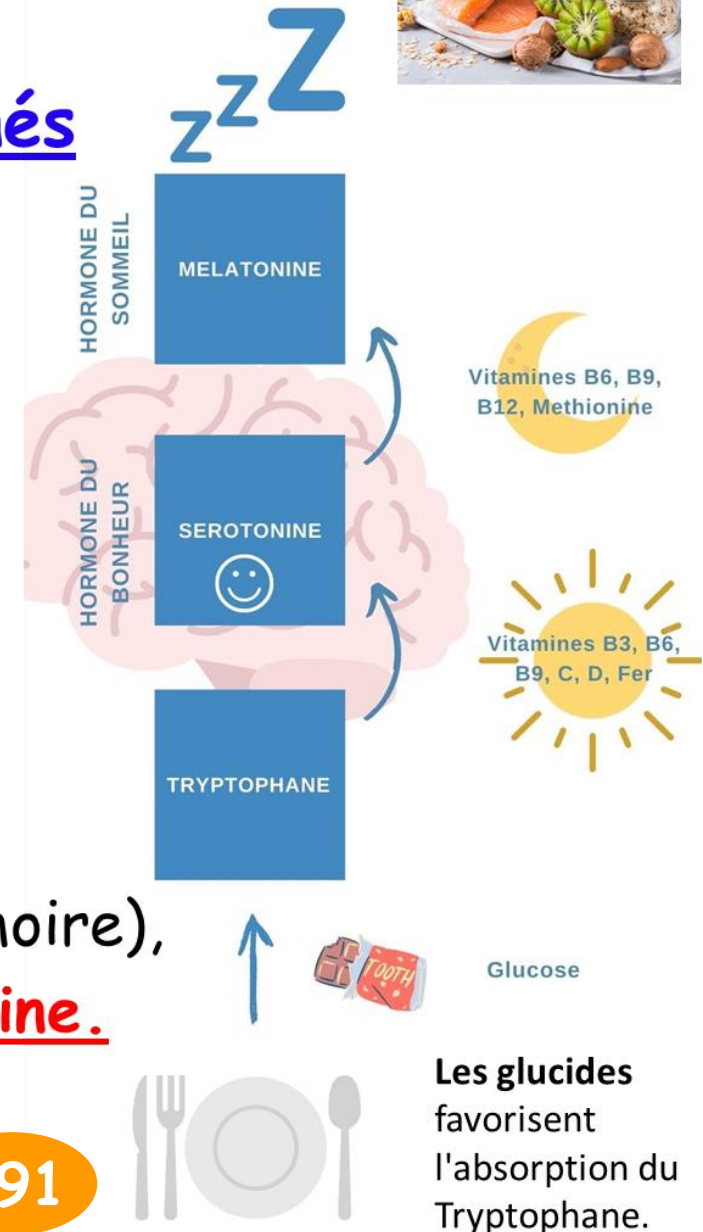 z z Z
és
HORMONE DU
SOMMEIL
MELATONINE
Vitamines B6, B9,
B12, Methionine
HORMONE DU
BONHEUR
SEROTONINE
Vitamines B3, B6,
B9, C, D, Fer
TRYPTOPHANE
noire),
TOOTH
Glucose
ine.
Les glucides
favorisent
l'absorption du
Tryptophane.
91